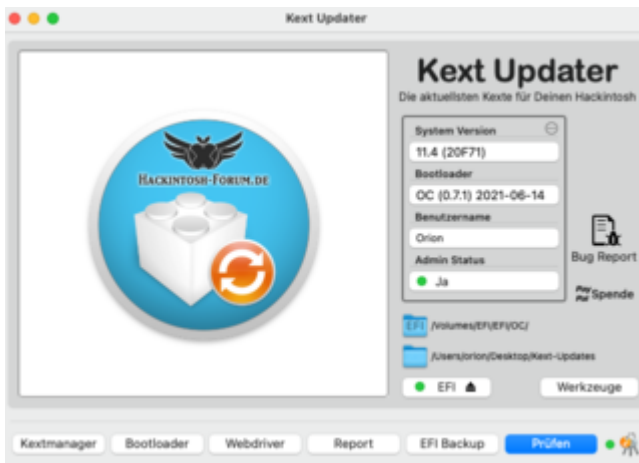 Kext Updater
Kext Updater
Die aktuellsten Kexte für Deinen Hackintosh
HACKINTOSH-FORUM.DE
System Version
11.4 (20F71)
Bootloader
OC (0.7.1) 2021-06-14
Benutzername
Orion
Admin Status
Ja
Bug Report
Pay Pal Spende
EFI /Volumes/EFI/EFI/OC/
/Users/orion/Desktop/Kext-Updates
EFI
Werkzeuge
Kextmanager Bootloader Webdriver Report EFI Backup Prüfen